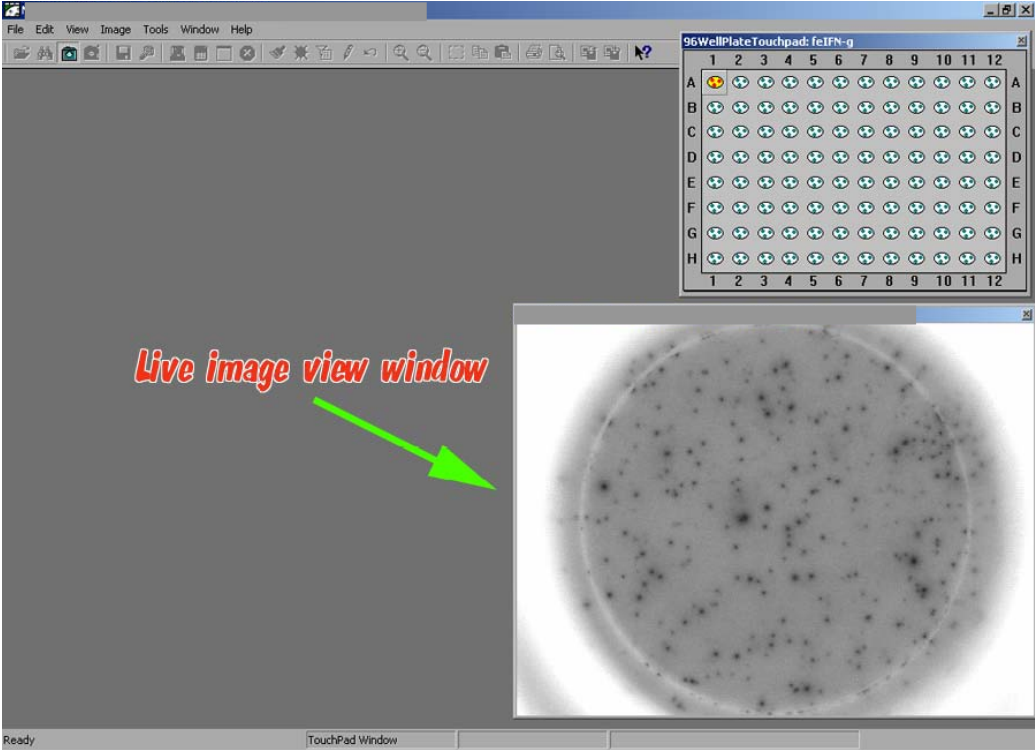 File Edit View Image Tools Window Help
96WellPlateTouchpad: feIFN-g
1 2 3 4 5 6 7 8 9 10 11 12
A A
B B
C C
D D
E E
F F
G G
H H
1 2 3 4 5 6 7 8 9 10 11 12
Live image view window
Ready TouchPad Window